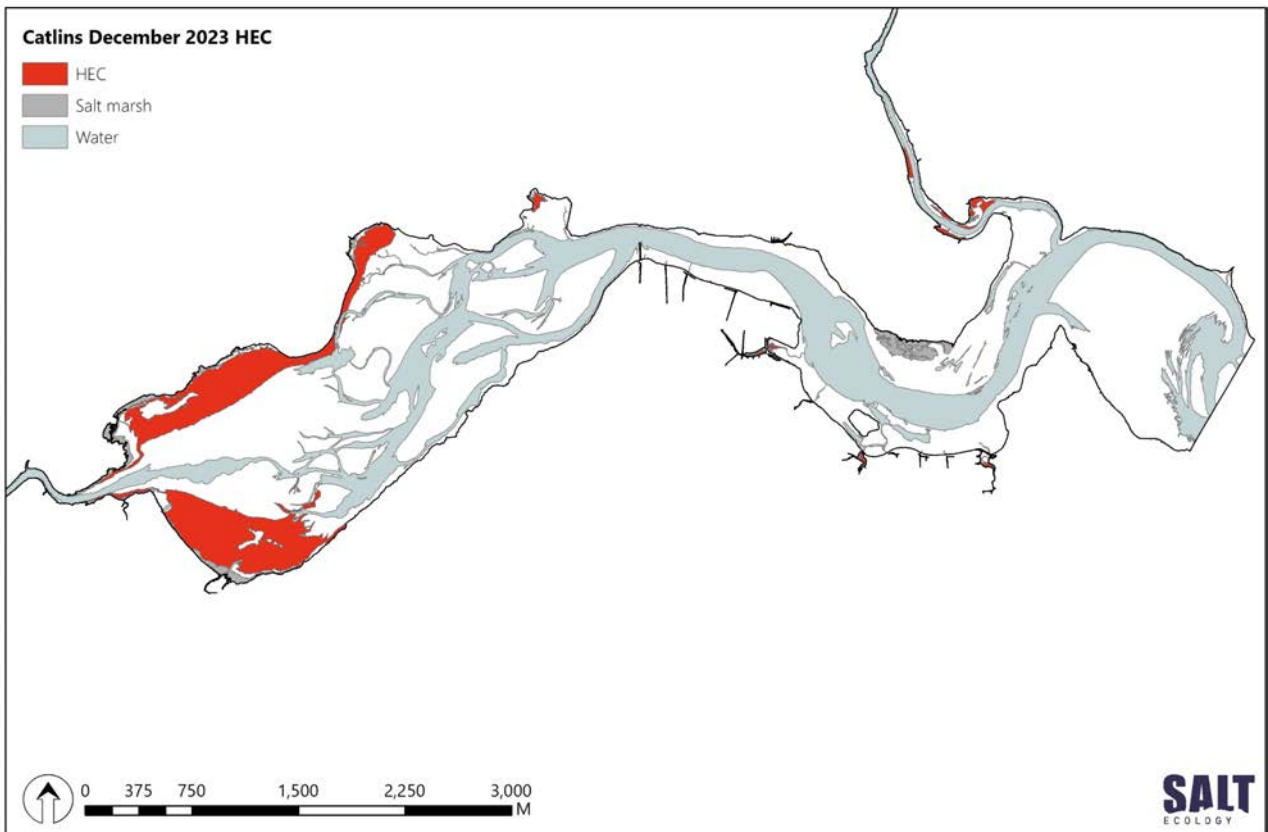 Catlins December 2023 HEC
HEC
Salt marsh
Water
0 375 750 1,500 2,250 3,000
M
SALT
ECOLOGY